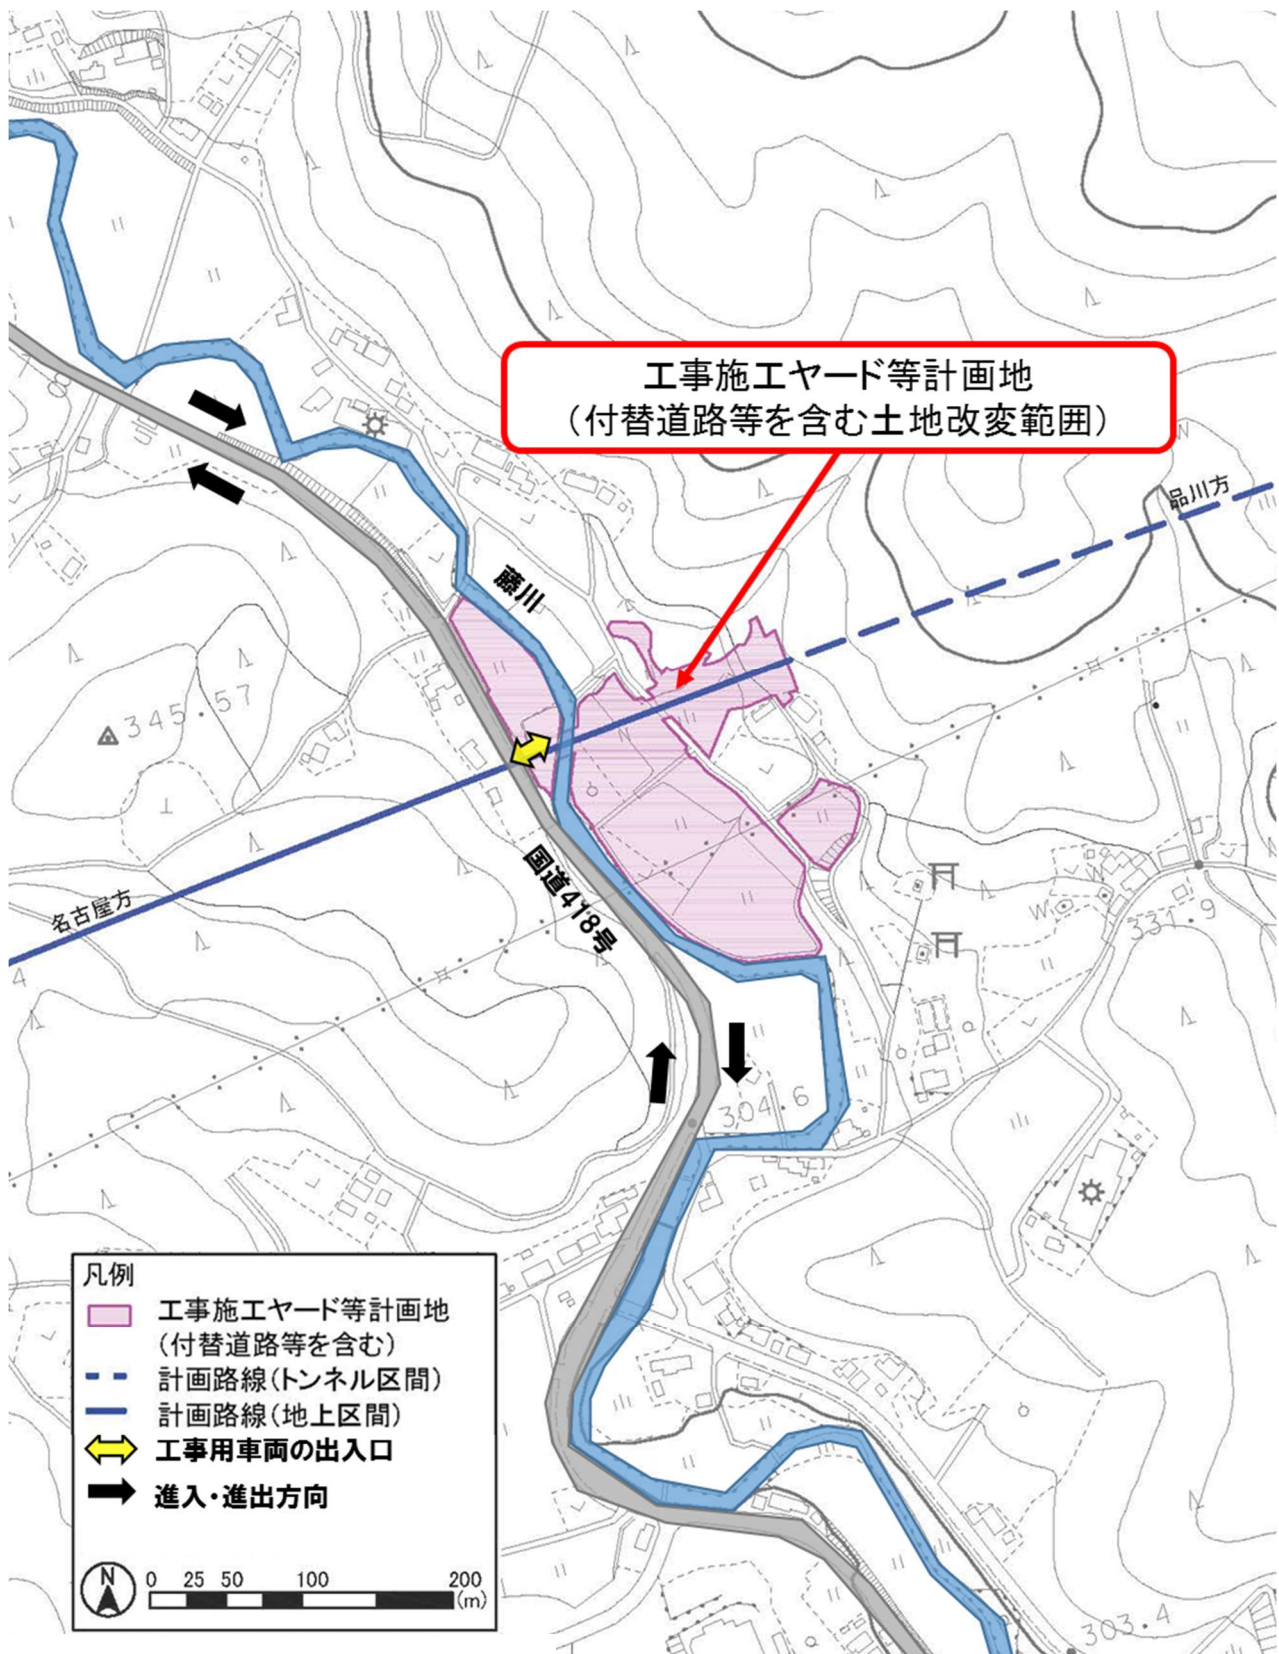 工事施工ヤード等計画地
（付替道路等を含む土地改変範囲）
品川方
藤川
345.57
国道418号
名古屋方
331.9
304.6
4
凡例
工事施工ヤード等計画地
(付替道路等を含む)
計画路線(トンネル区間)
計画路線(地上区間)
工事用車両の出入口
進入・進出方向
N
0 25 50 100 200
(m)
303.4